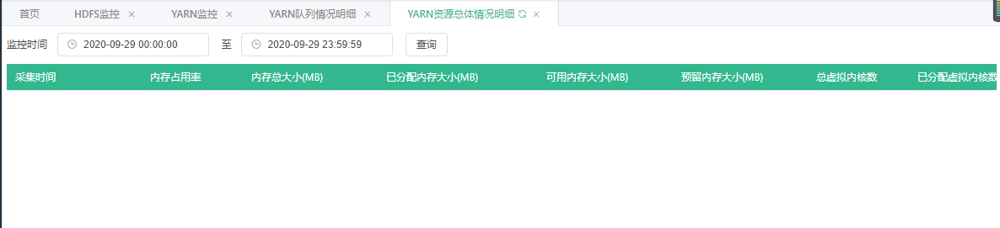 首页 HDFS监控 YARN监控 YARN队列情况明细 YARN资源总体情况明细
监控时间 2020-09-29 00:00:00 至 2020-09-29 23:59:59 查询
采集时间 内存占用率 内存总大小(MB) 已分配内存大小(MB) 可用内存大小(MB) 预留内存大小(MB) 总虚拟内核数 已分配虚拟内核数